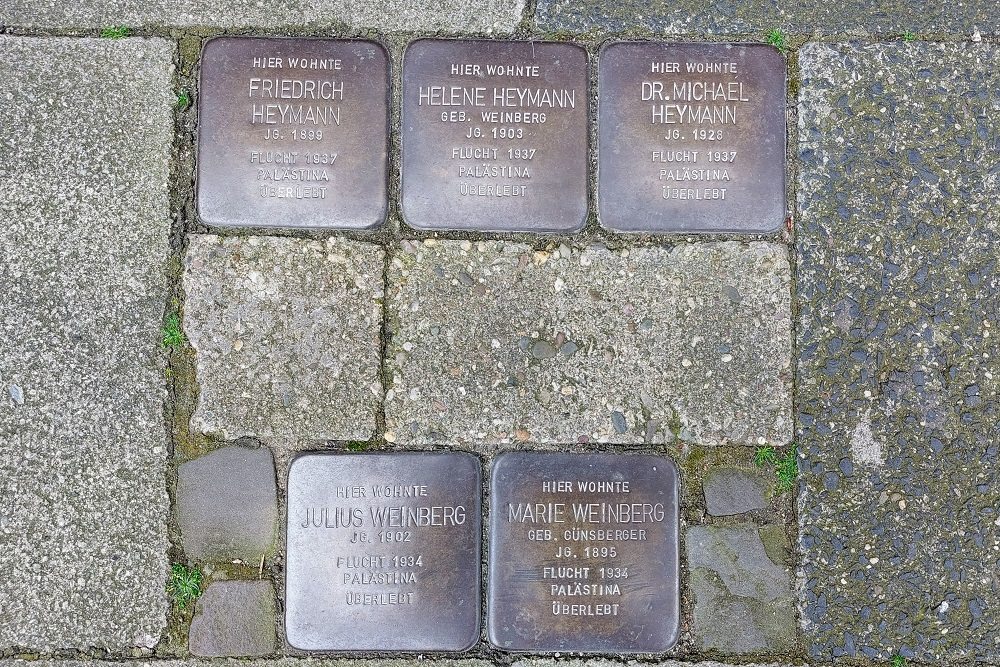 HIER WOHNTE
FRIEDRICH
HEYMANN
JG. 1899
FLUCHT 1937
PALÄSTINA
ÜBERLEBT
HIER WOHNTE
HELENE HEYMANN
GEB. WEINBERG
JG. 1903
FLUCHT 1937
PALÄSTINA
ÜBERLEBT
HIER WOHNTE
DR. MICHAEL
HEYMANN
JG. 1928
FLUCHT 1937
PALÄSTINA
ÜBERLEBT
HIER WOHNTE
JULIUS WEINBERG
JG. 1902
FLUCHT 1934
PALÄSTINA
ÜBERLEBT
HIER WOHNTE
MARIE WEINBERG
GEB. GÜNSBERGER
JG. 1895
FLUCHT 1934
PALÄSTINA
ÜBERLEBT